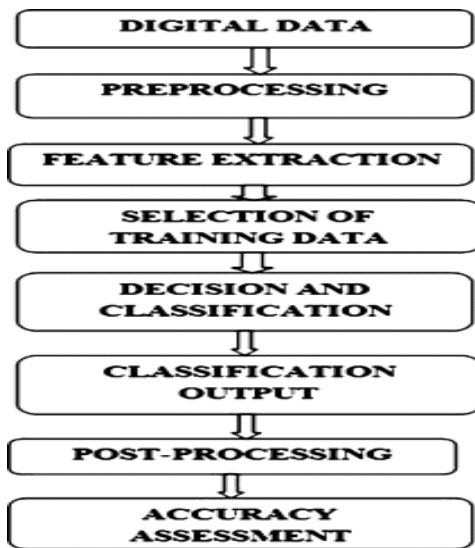 DIGITAL DATA
PREPROCESSING
FEATURE EXTRACTION
SELECTION OF
TRAINING DATA
DECISION AND
CLASSIFICATION
CLASSIFICATION
OUTPUT
POST-PROCESSING
ACCURACY
ASSESSMENT